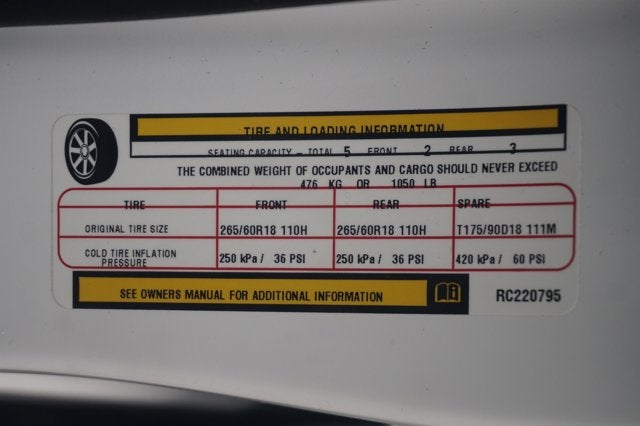 TIRE AND LOADING INFORMATION
SEATING CAPACITY – TOTAL 5 FRONT 2 REAR 3
THE COMBINED WEIGHT OF OCCUPANTS AND CARGO SHOULD NEVER EXCEED
476 KG OR 1050 LB
TIRE FRONT REAR SPARE
ORIGINAL TIRE SIZE 265/60R18 110H 265/60R18 110H T175/90D18 111M
COLD TIRE INFLATION
PRESSURE 250 kPa / 36 PSI 250 kPa / 36 PSI 420 kPa / 60 PSI
SEE OWNERS MANUAL FOR ADDITIONAL INFORMATION
RC220795